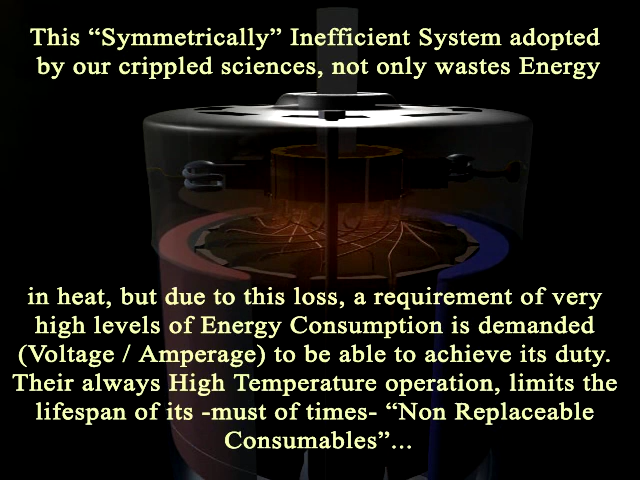 This “Symmetrically” Inefficient System adopted
by our crippled sciences, not only wastes Energy
in heat, but due to this loss, a requirement of very
high levels of Energy Consumption is demanded
(Voltage / Amperage) to be able to achieve its duty.
Their always High Temperature operation, limits the
lifespan of its -must of times- “Non Replaceable
Consumables”...